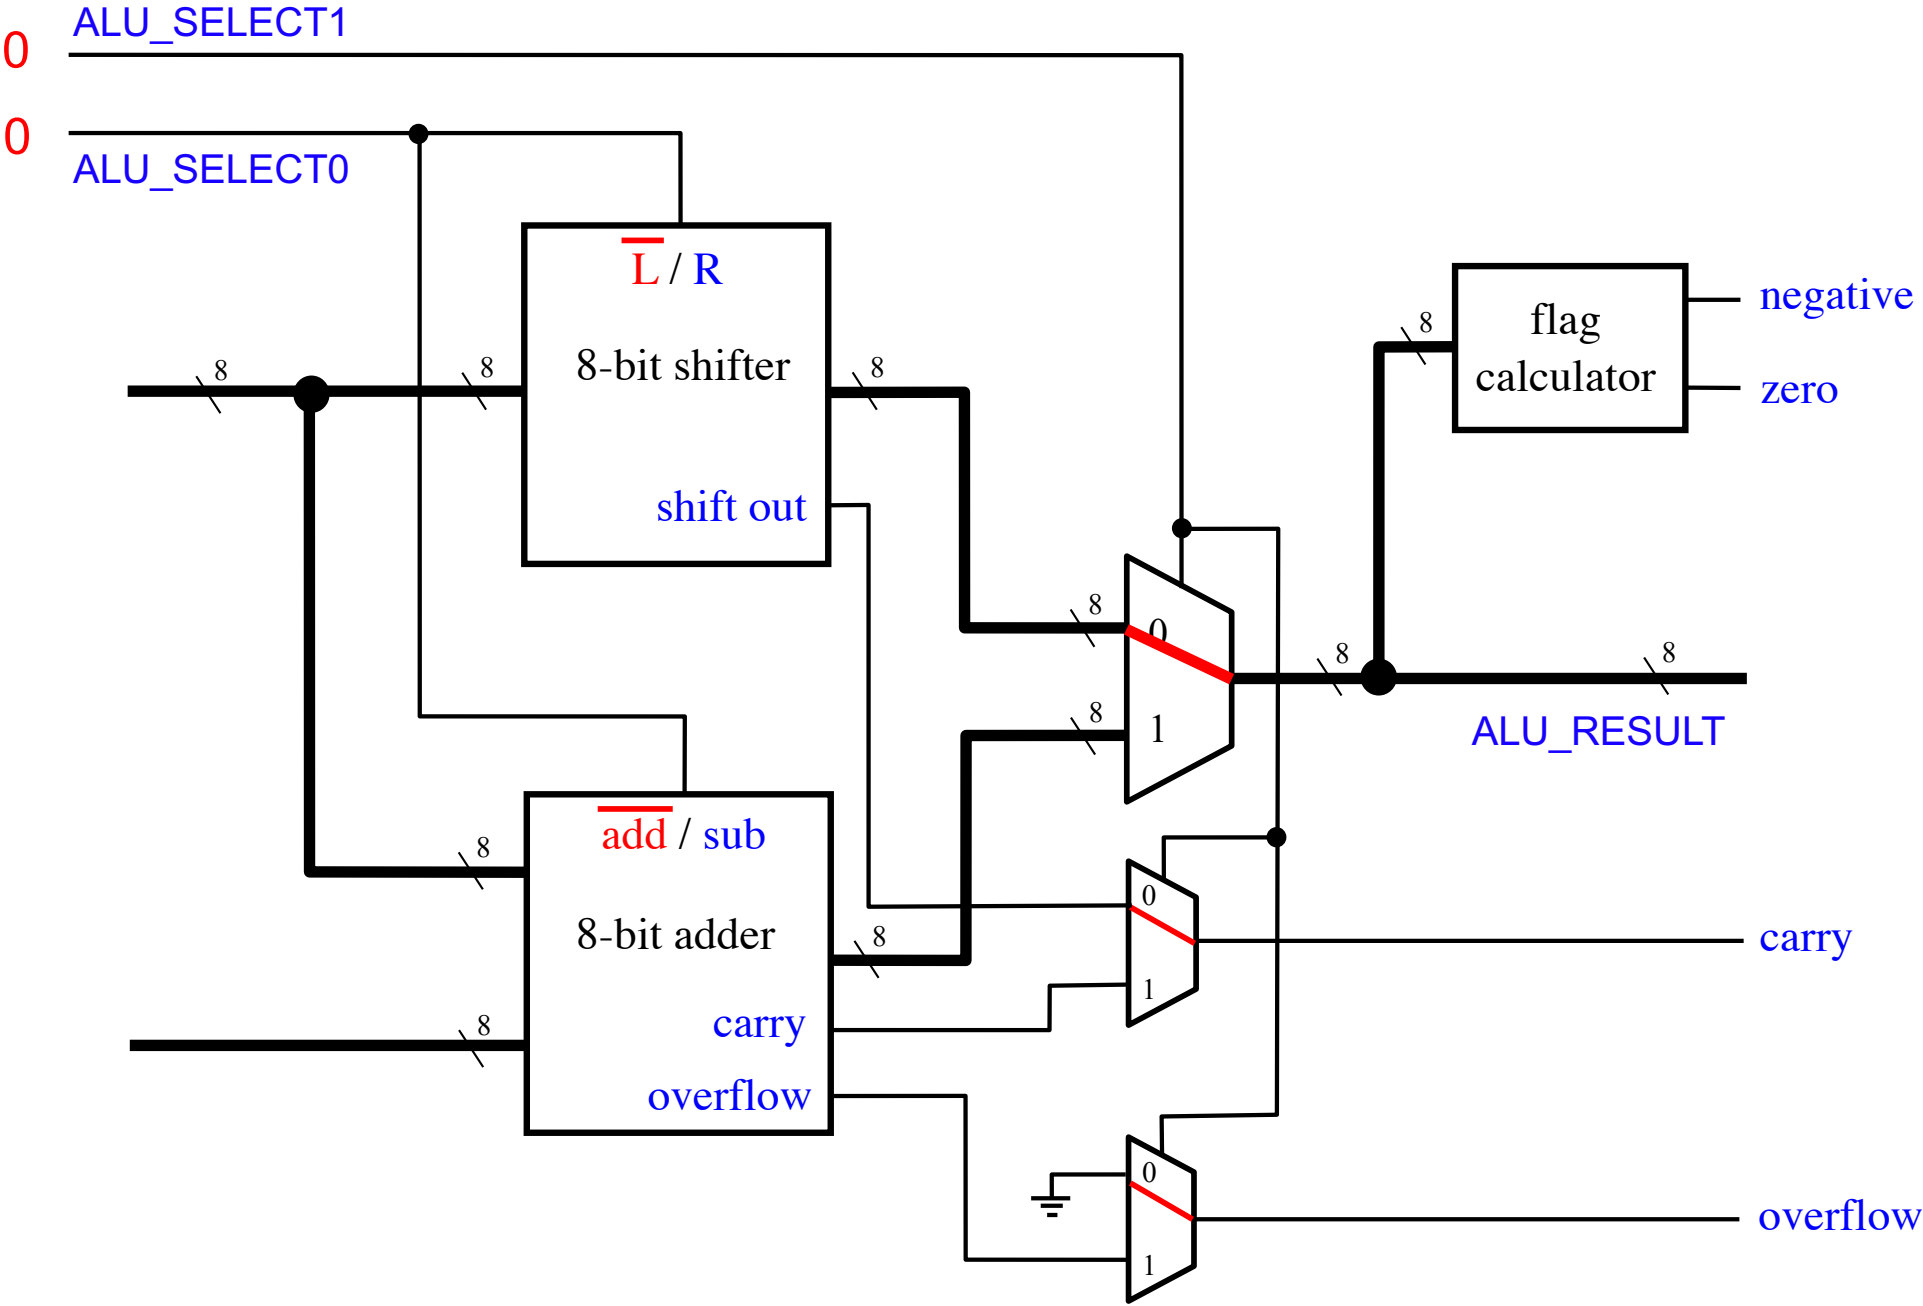 ALU_SELECT1
0
0
ALU_SELECT0
L / R
8-bit shifter
shift out
8
8
8
flag
calculator
negative
zero
8
8
0
8
1
8
8
ALU_RESULT
add / sub
8-bit adder
carry
overflow
8
8
8
0
1
carry
0
1
overflow